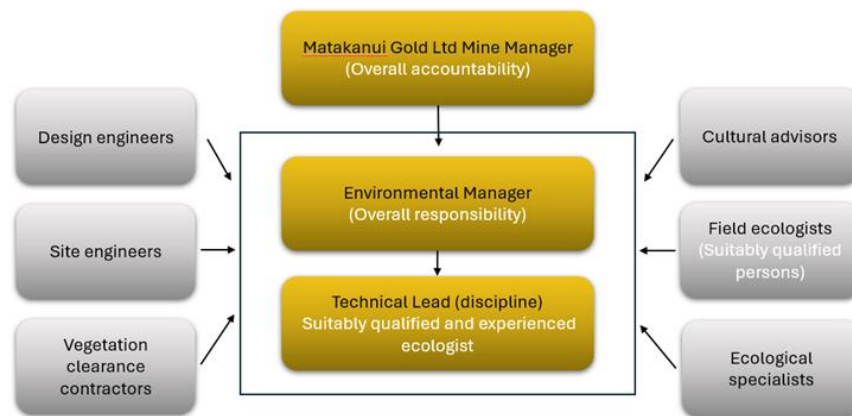 Matakanui Gold Ltd Mine Manager
(Overall accountability)
Design engineers
Cultural advisors
Environmental Manager
(Overall responsibility)
Site engineers
Field ecologists
(Suitably qualified
persons)
Technical Lead (discipline)
Suitably qualified and experienced
ecologist
Vegetation
clearance
contractors
Ecological
specialists